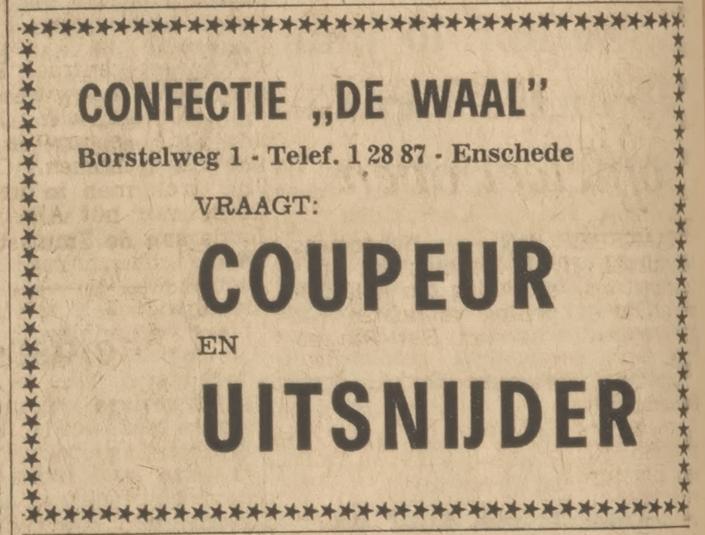 CONFECTIE „DE WAAL”
Borstelweg 1 - Telef. 1 28 87 - Enschede
VRAAGT:
COUPEUR
EN
UITSNIJDER